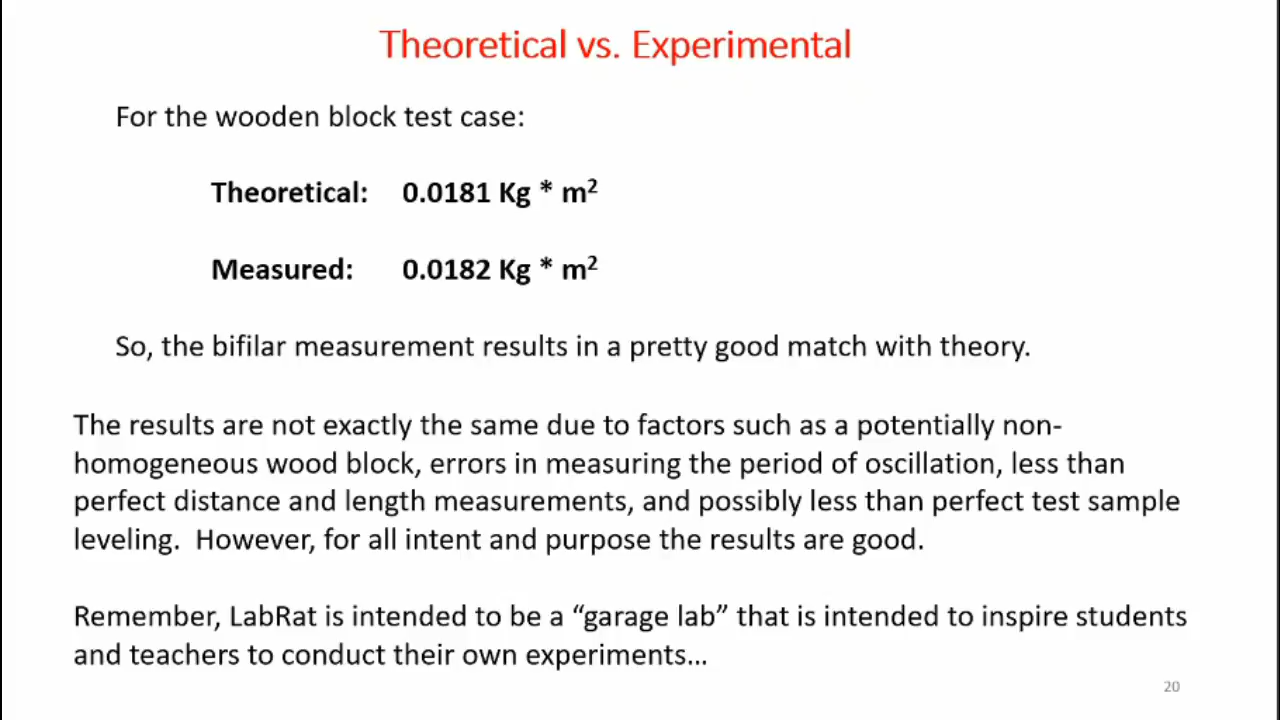 Theoretical vs. Experimental
For the wooden block test case:
Theoretical: 0.0181 Kg * m²
Measured: 0.0182 Kg * m²
So, the bifilar measurement results in a pretty good match with theory.
The results are not exactly the same due to factors such as a potentially non-
homogeneous wood block, errors in measuring the period of oscillation, less than
perfect distance and length measurements, and possibly less than perfect test sample
leveling.  However, for all intent and purpose the results are good.
Remember, LabRat is intended to be a “garage lab” that is intended to inspire students
and teachers to conduct their own experiments…
20